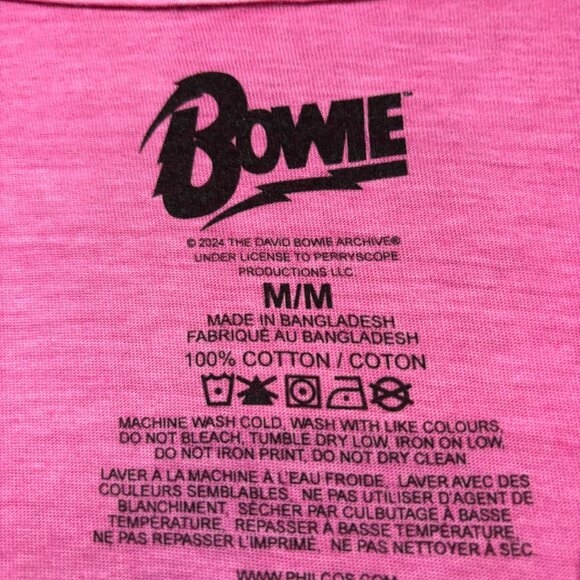 BOWIE™
© 2024 THE DAVID BOWIE ARCHIVE®
UNDER LICENSE TO PERRYSCOPE
PRODUCTIONS LLC
M/M
MADE IN BANGLADESH
FABRIQUÉ AU BANGLADESH
100% COTTON / COTON
MACHINE WASH COLD, WASH WITH LIKE COLOURS,
DO NOT BLEACH, TUMBLE DRY LOW, IRON ON LOW,
DO NOT IRON PRINT, DO NOT DRY CLEAN
LAVER À LA MACHINE À L'EAU FROIDE, LAVER AVEC DES
COULEURS SEMBLABLES, NE PAS UTILISER D'AGENT DE
BLANCHIMENT, SÉCHER PAR CULBUTAGE À BASSE
TEMPÉRATURE, REPASSER À BASSE TEMPÉRATURE,
NE PAS REPASSER L'IMPRIMÉ, NE PAS NETTOYER À SEC
WWW.PHILCOS.COM